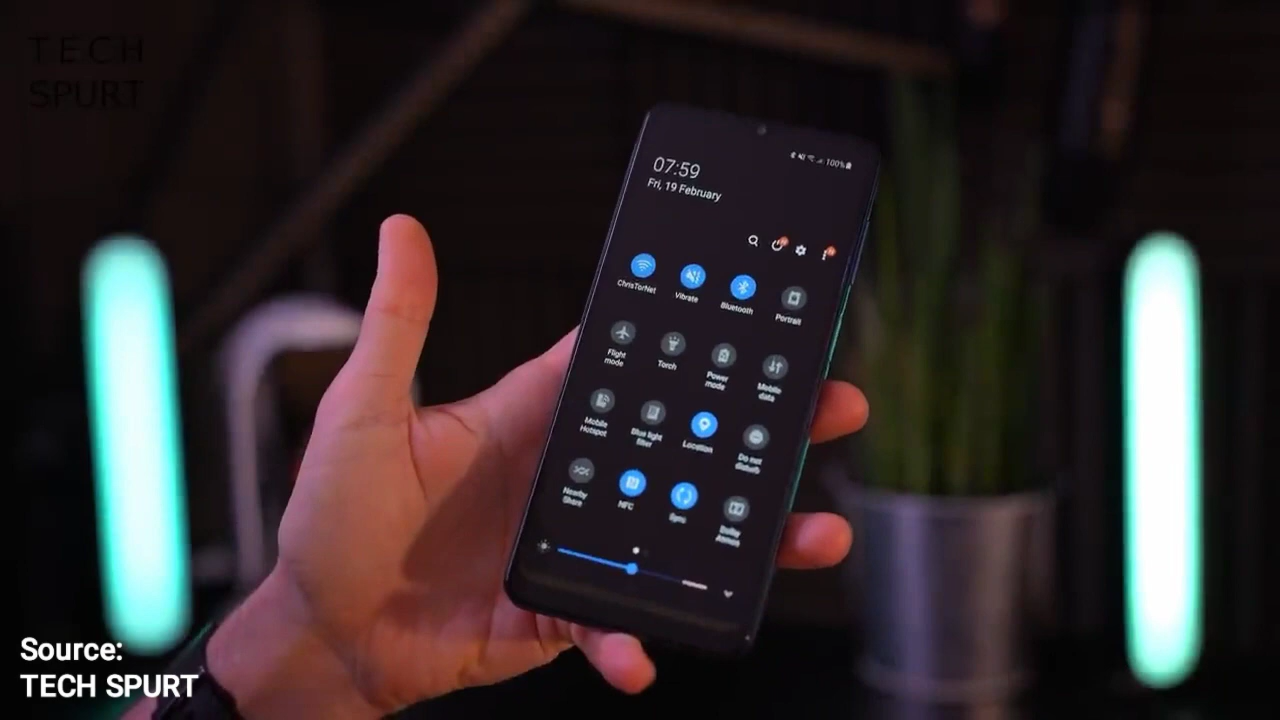 TECH
SPURT
07:59
100%
Fri, 19 February
ChrisTorNet
Vibrate
Bluetooth
Portrait
Flight
mode
Torch
Power
mode
Mobile
data
Mobile
Hotspot
Blue light
filter
Location
Do not
disturb
Nearby
Share
NFC
Sync
Dolby
Atmos
Source:
TECH SPURT